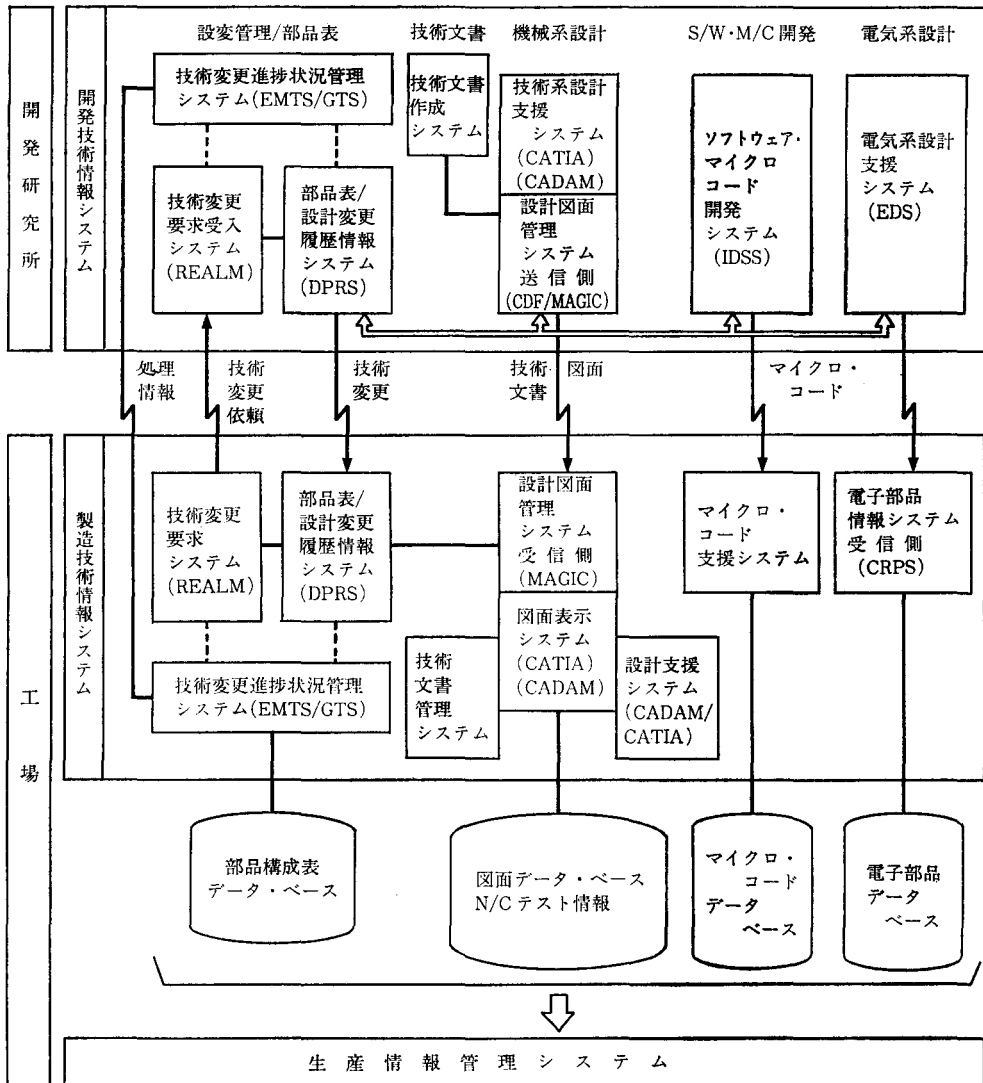 設変管理/部品表
技術文書
機械系設計
S/W・M/C 開発
電気系設計
開発研究所
開発技術情報システム
技術変更進捗状況管理
システム(EMTS/GTS)
技術文書
作成
システム
技術系設計
支援
システム
(CATIA)
(CADAM)
ソフトウェア・
マイクロ
コード
開発
システム
(IDSS)
電気系設計
支援
システム
(EDS)
技術変更
要求受入
システム
(REALM)
部品表/
設計変更
履歴情報
システム
(DPRS)
設計図面
管理
システム
送信側
(CDF/MAGIC)
処理
情報
技術
変更
依頼
技術
変更
技術・
文書
図面
マイクロ・
コード
工場
製造技術情報システム
技術変更
要求
システム
(REALM)
部品表/
設計変更
履歴情報
システム
(DPRS)
設計図面
管理
システム
受信側
(MAGIC)
マイクロ・
コード
支援システム
電子部品
情報システム
受信側
(CRPS)
技術変更進捗状況管理
システム(EMTS/GTS)
技術
文書
管理
システム
図面表示
システム
(CATIA)
(CADAM)
設計支援
システム
(CADAM/
CATIA)
部品構成表
データ・ベース
図面データ・ベース
N/Cテスト情報
マイクロ・
コード
データ
ベース
電子部品
データ
ベース
生産情報管理システム